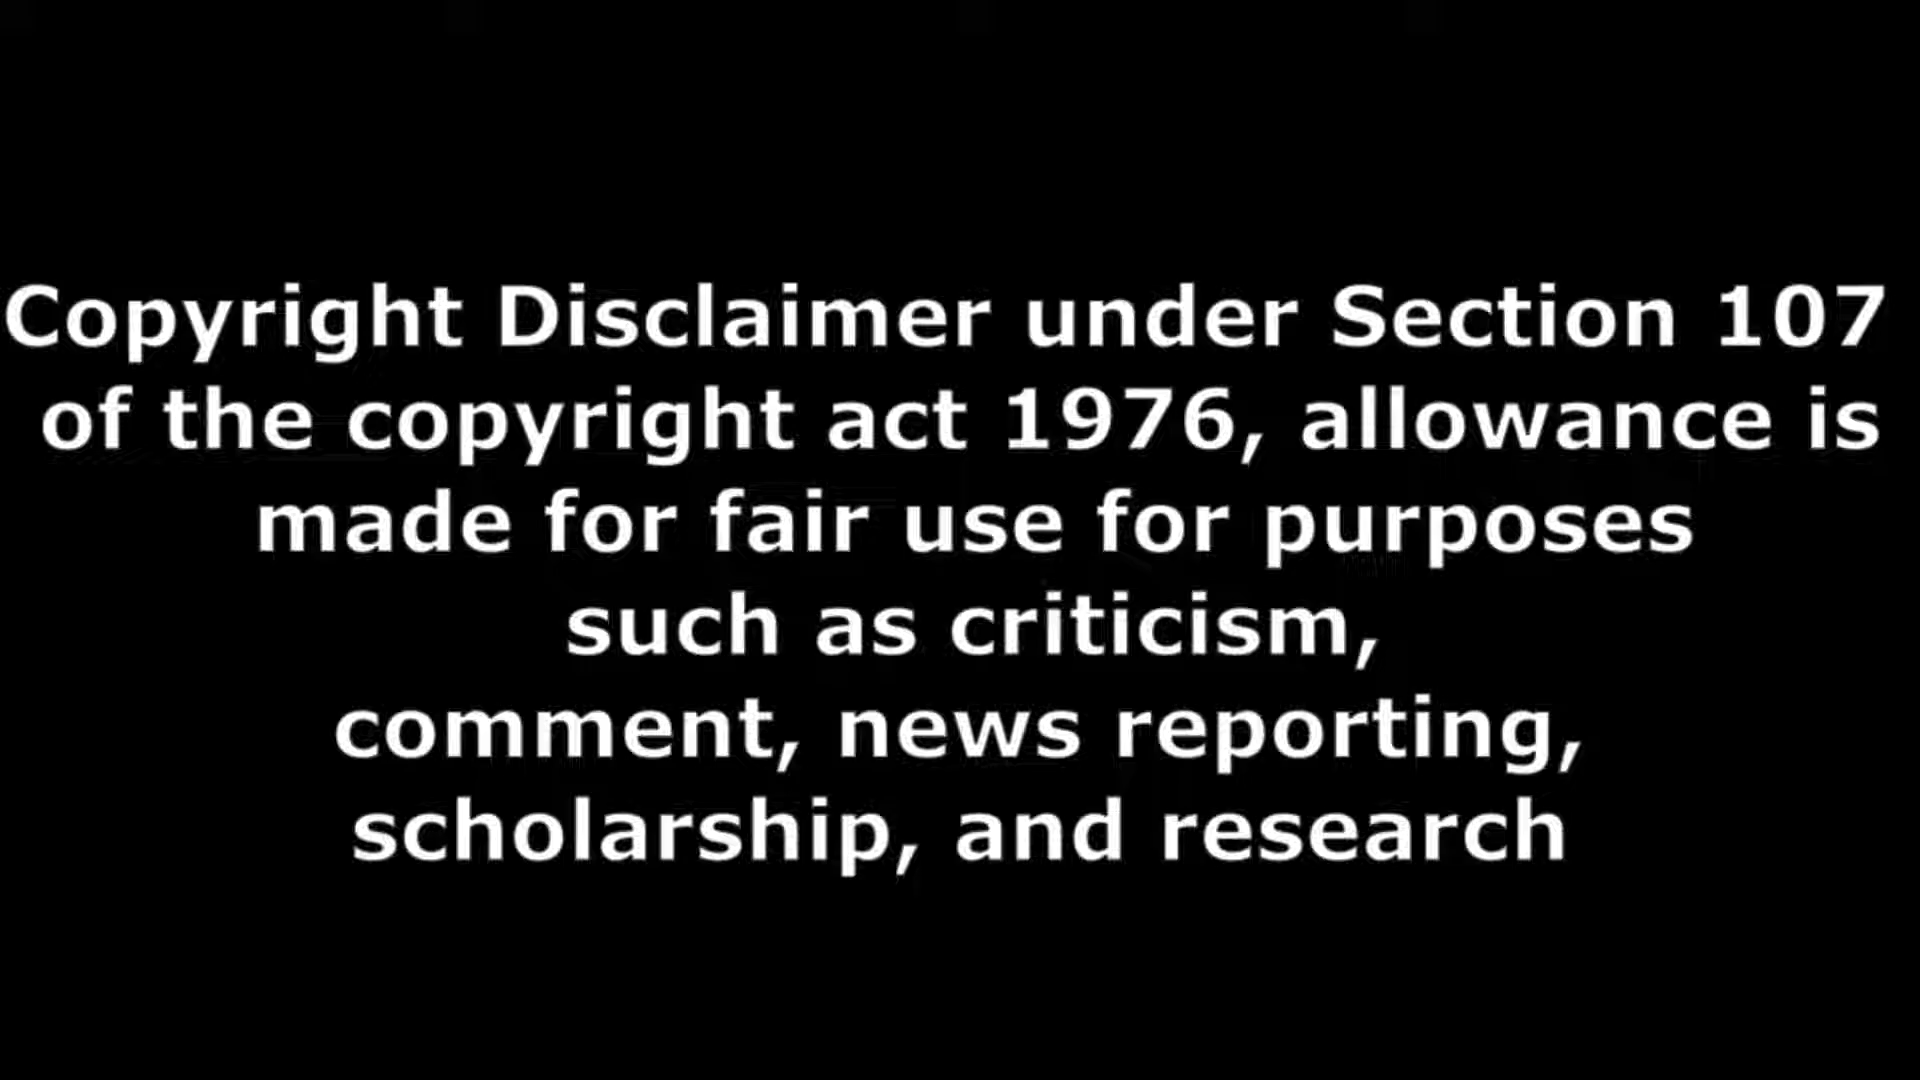 Copyright Disclaimer under Section 107
of the copyright act 1976, allowance is
made for fair use for purposes
such as criticism,
comment, news reporting,
scholarship, and research